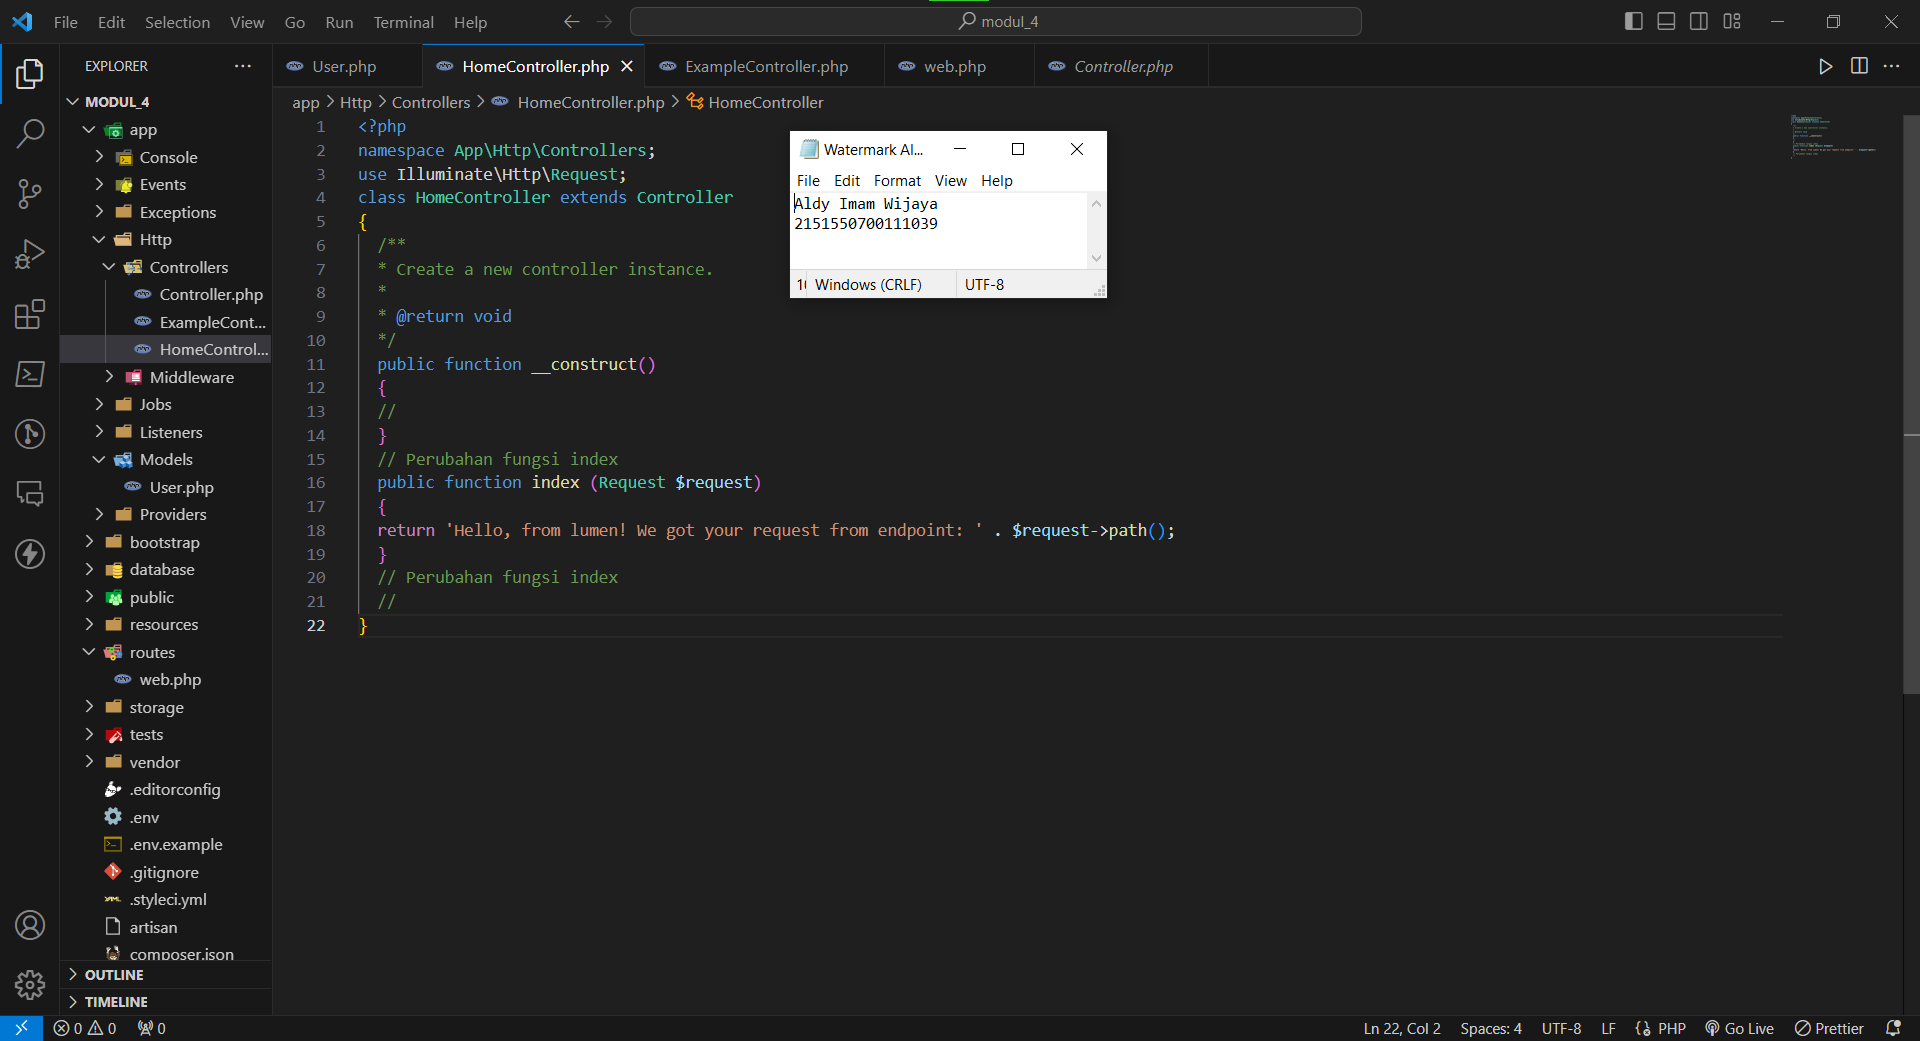 File Edit Selection View Go Run Terminal Help
modul_4
EXPLORER
MODUL_4
app
Console
Events
Exceptions
Http
Controllers
Controller.php
ExampleCont...
HomeControl...
Middleware
Jobs
Listeners
Models
User.php
Providers
bootstrap
database
public
resources
routes
web.php
storage
tests
vendor
.editorconfig
.env
.env.example
.gitignore
.styleci.yml
artisan
composer.json
OUTLINE
TIMELINE
User.php HomeController.php ExampleController.php web.php Controller.php
app > Http > Controllers > HomeController.php > HomeController
1 <?php
2 namespace App\Http\Controllers;
3 use Illuminate\Http\Request;
4 class HomeController extends Controller
5 {
6 /**
7 * Create a new controller instance.
8 *
9 * @return void
10 */
11 public function __construct()
12 {
13 //
14 }
15 // Perubahan fungsi index
16 public function index (Request $request)
17 {
18 return 'Hello, from lumen! We got your request from endpoint: ' . $request->path();
19 }
20 // Perubahan fungsi index
21 //
22 }
Watermark Al...
File Edit Format View Help
Aldy Imam Wijaya
2151550700111039
Windows (CRLF) UTF-8
0 0 0
Ln 22, Col 2 Spaces: 4 UTF-8 LF PHP Go Live Prettier